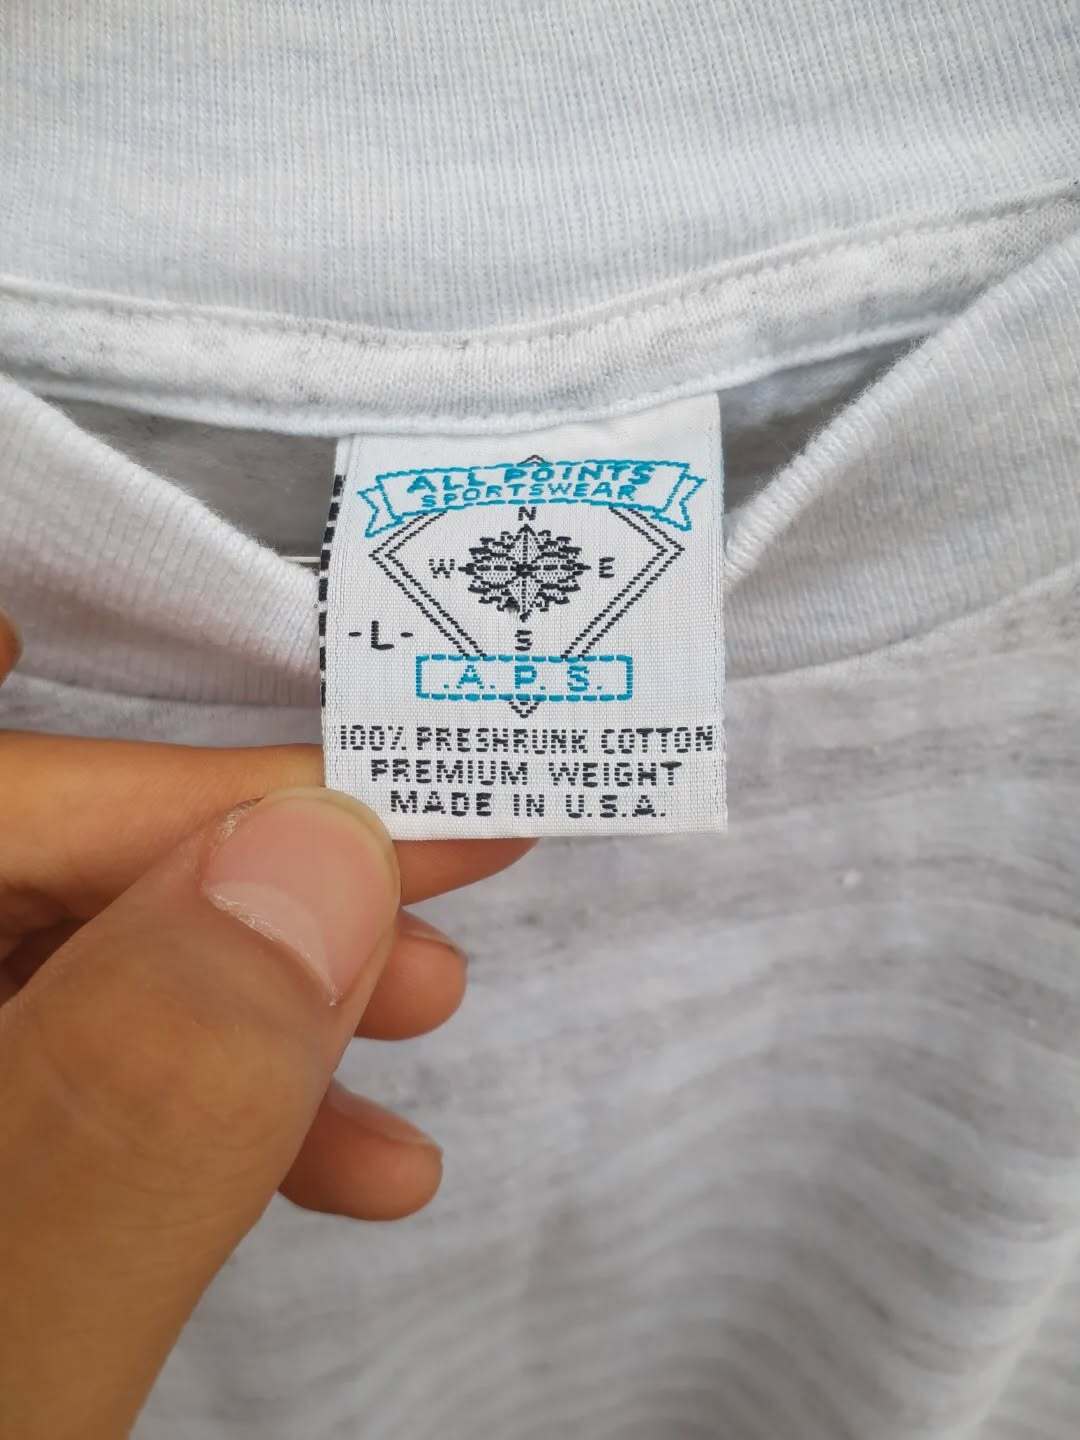 ALL POINTS
SPORTSWEAR
N
W E
-L-
S
.A.P.S.
100% PRESHRUNK COTTON
PREMIUM WEIGHT
MADE IN U.S.A.